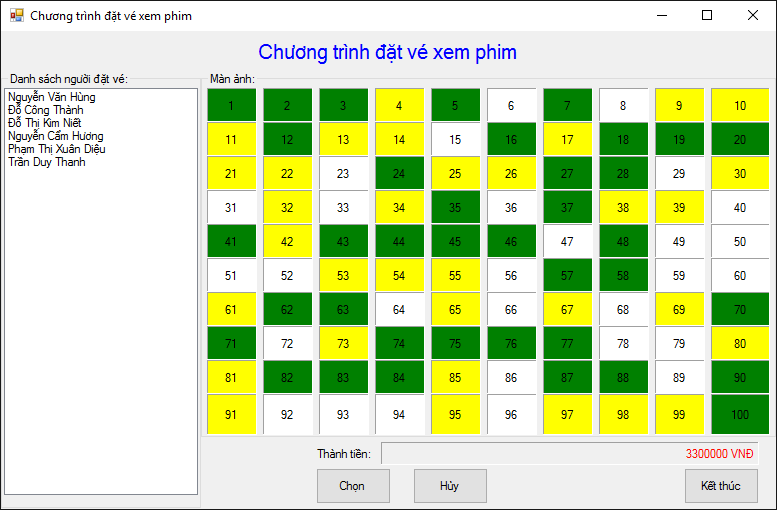 Chương trình đặt vé xem phim
Chương trình đặt vé xem phim
Danh sách người đặt vé:
Nguyễn Văn Hùng
Đỗ Công Thành
Đỗ Thị Kim Niết
Nguyễn Cẩm Hương
Phạm Thị Xuân Diệu
Trần Duy Thanh
Màn ảnh:
1 2 3 4 5 6 7 8 9 10
11 12 13 14 15 16 17 18 19 20
21 22 23 24 25 26 27 28 29 30
31 32 33 34 35 36 37 38 39 40
41 42 43 44 45 46 47 48 49 50
51 52 53 54 55 56 57 58 59 60
61 62 63 64 65 66 67 68 69 70
71 72 73 74 75 76 77 78 79 80
81 82 83 84 85 86 87 88 89 90
91 92 93 94 95 96 97 98 99 100
Thành tiền: 3300000 VNĐ
Chọn Hủy Kết thúc